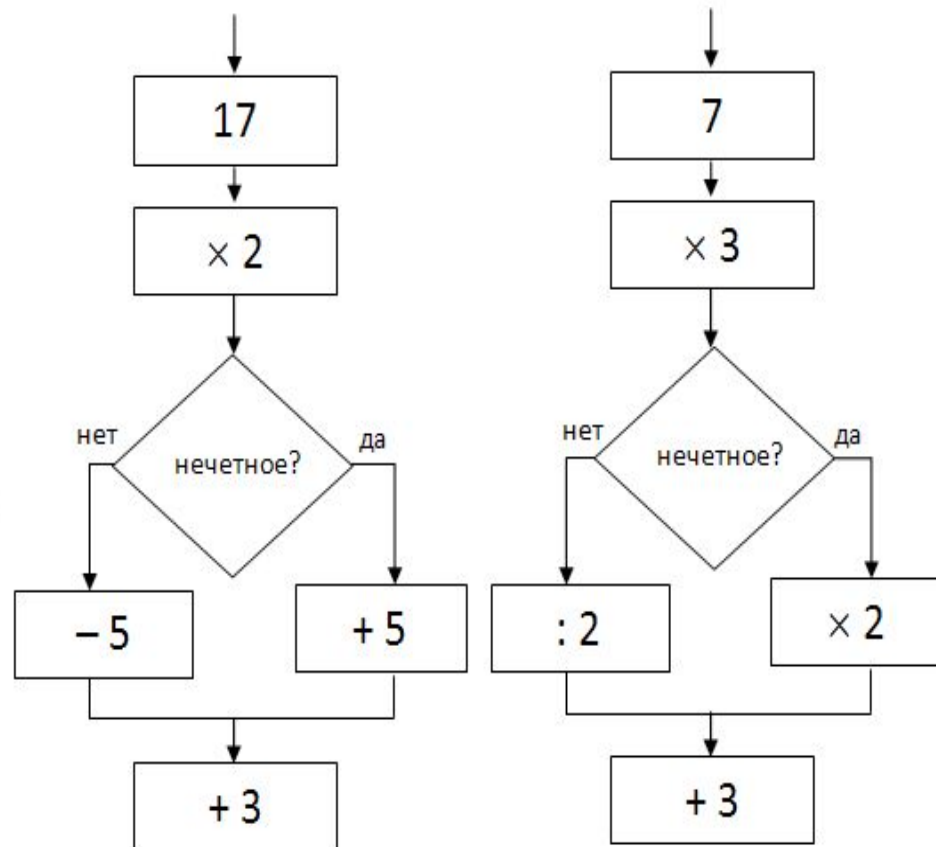 17
× 2
нет
да
нечетное?
– 5
+ 5
+ 3
7
× 3
нет
да
нечетное?
: 2
× 2
+ 3